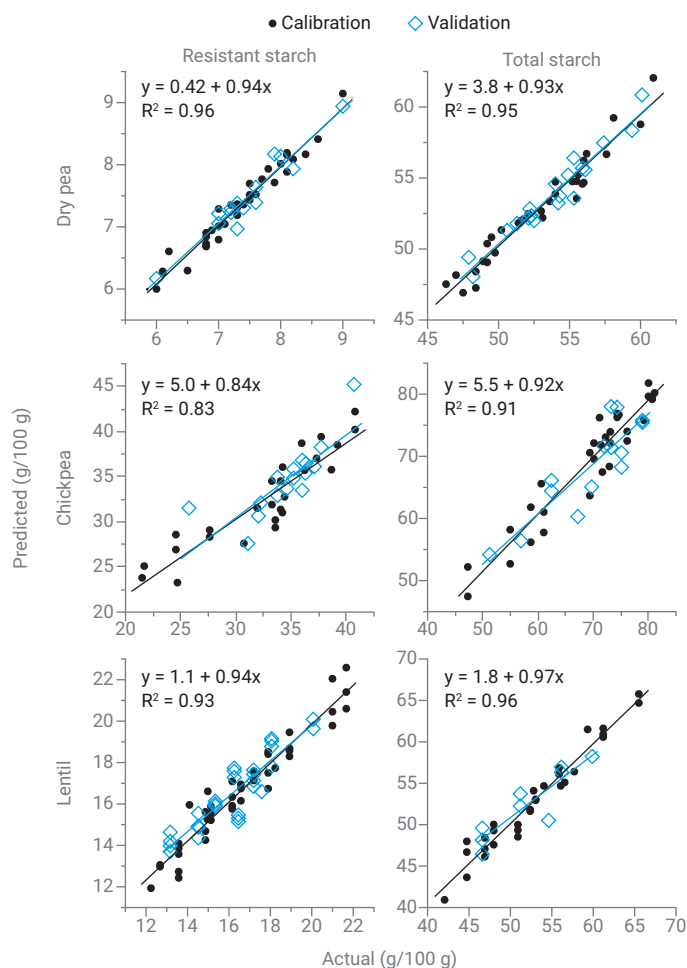 Calibration Validation
Resistant starch Total starch
Predicted (g/100 g)
Dry pea
y = 0.42 + 0.94x
R² = 0.96
9
8
7
6
6 7 8 9
y = 3.8 + 0.93x
R² = 0.95
60
55
50
45
45 50 55 60
Chickpea
y = 5.0 + 0.84x
R² = 0.83
45
40
35
30
25
20
20 25 30 35 40
y = 5.5 + 0.92x
R² = 0.91
80
70
60
50
40 50 60 70 80
Lentil
y = 1.1 + 0.94x
R² = 0.93
22
20
18
16
14
12
12 14 16 18 20 22
y = 1.8 + 0.97x
R² = 0.96
70
65
60
55
50
45
40
40 45 50 55 60 65 70
Actual (g/100 g)